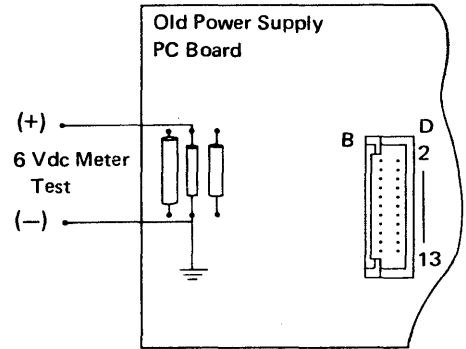 Old Power Supply
PC Board
(+)
6 Vdc Meter
Test
(—)
B
D
2
13